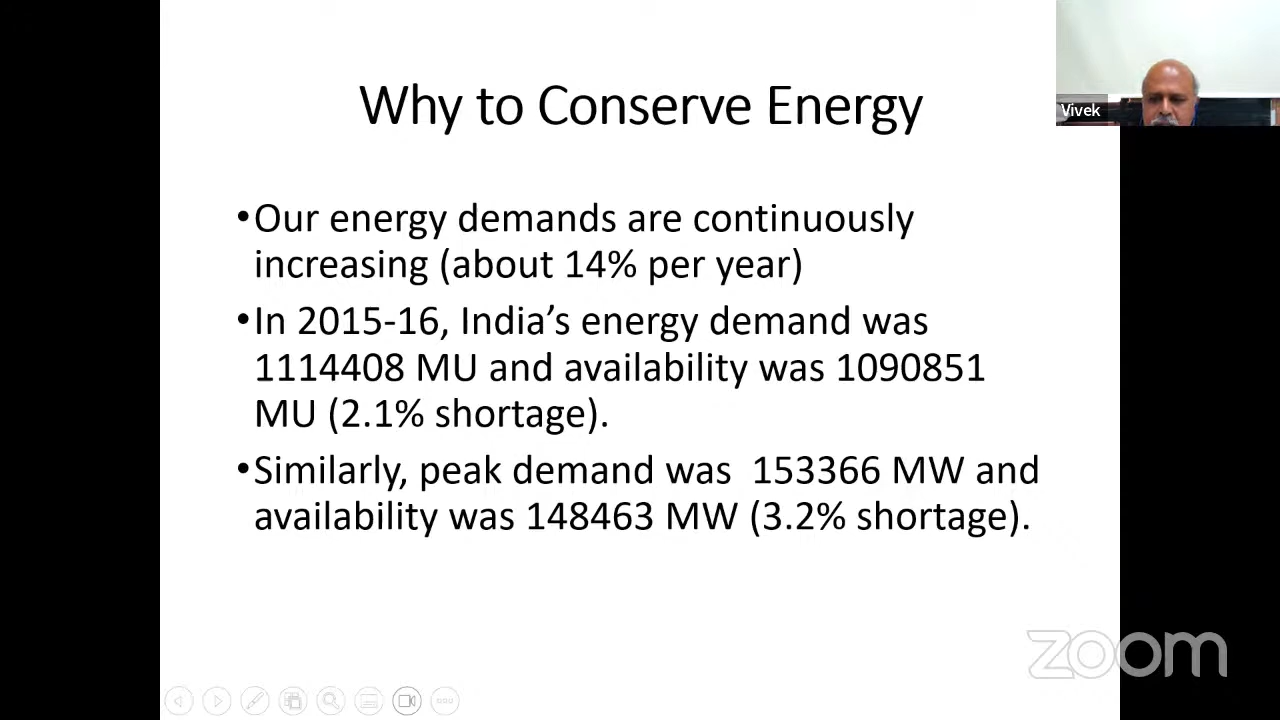 Why to Conserve Energy
Vivek
•Our energy demands are continuously
increasing (about 14% per year)
•In 2015-16, India’s energy demand was
1114408 MU and availability was 1090851
MU (2.1% shortage).
•Similarly, peak demand was  153366 MW and
availability was 148463 MW (3.2% shortage).
zoom